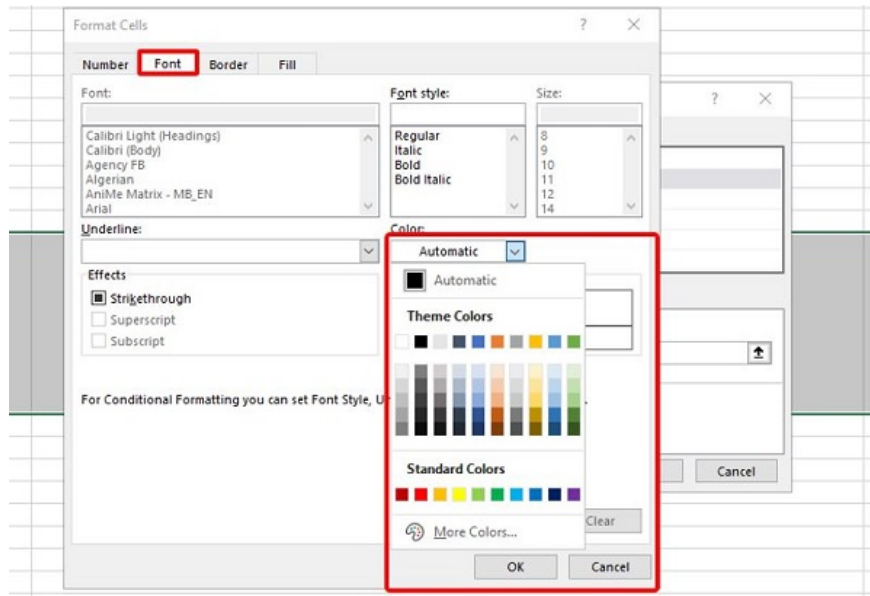 Format Cells
?
Number Font Border Fill
Font:
Font style:
Size:
Calibri Light (Headings)
Calibri (Body)
Agency FB
Algerian
AniMe Matrix - MB_EN
Arial
Regular
Italic
Bold
Bold Italic
8
9
10
11
12
14
Underline:
Color:
Automatic
Effects
Strikethrough
Superscript
Subscript
Automatic
Theme Colors
For Conditional Formatting you can set Font Style,
Standard Colors
More Colors...
Clear
OK
Cancel
?
Cancel